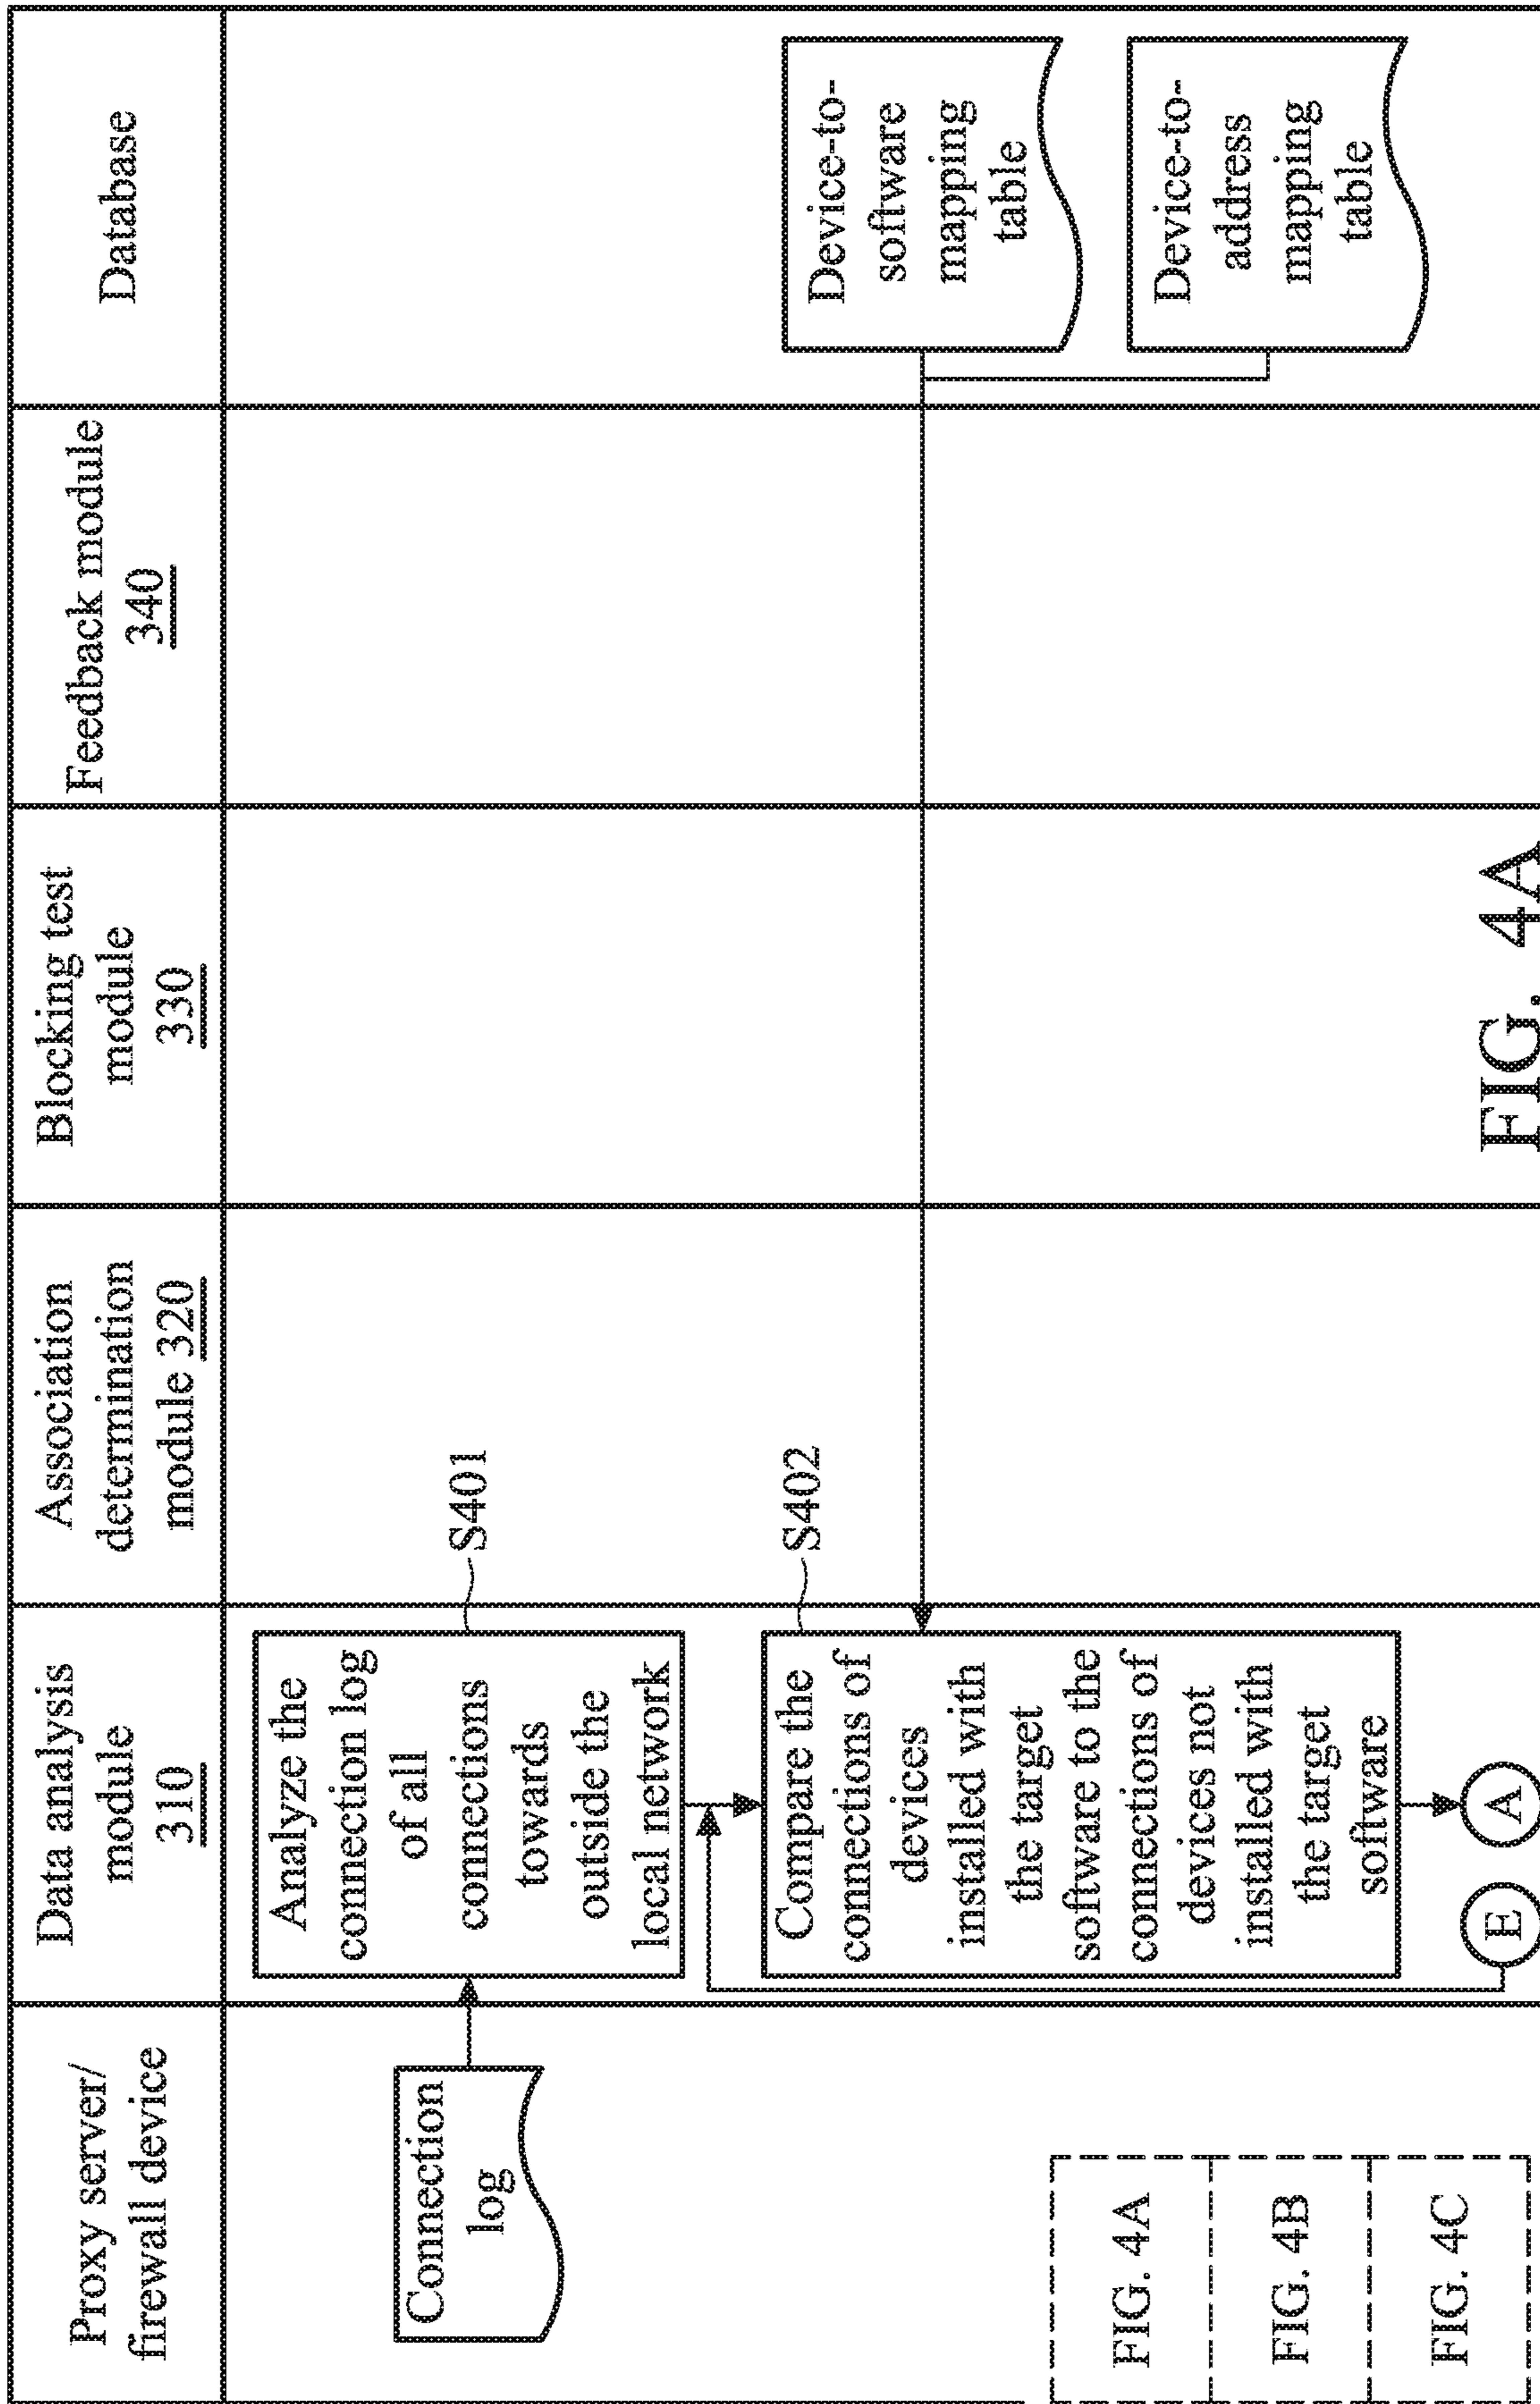 Proxy server/
firewall device
Data analysis
module
310
Association
determination
module 320
Blocking test
module
330
Feedback module
340
Database
Connection
log
Analyze the
connection log
of all
connections
towards
outside the
local network
S401
Compare the
connections of
devices
installed with
the target
software to the
connections of
devices not
installed with
the target
software
S402
Device-to-
software
mapping
table
Device-to-
address
mapping
table
E
A
FIG. 4A
FIG. 4B
FIG. 4C
FIG. 4A